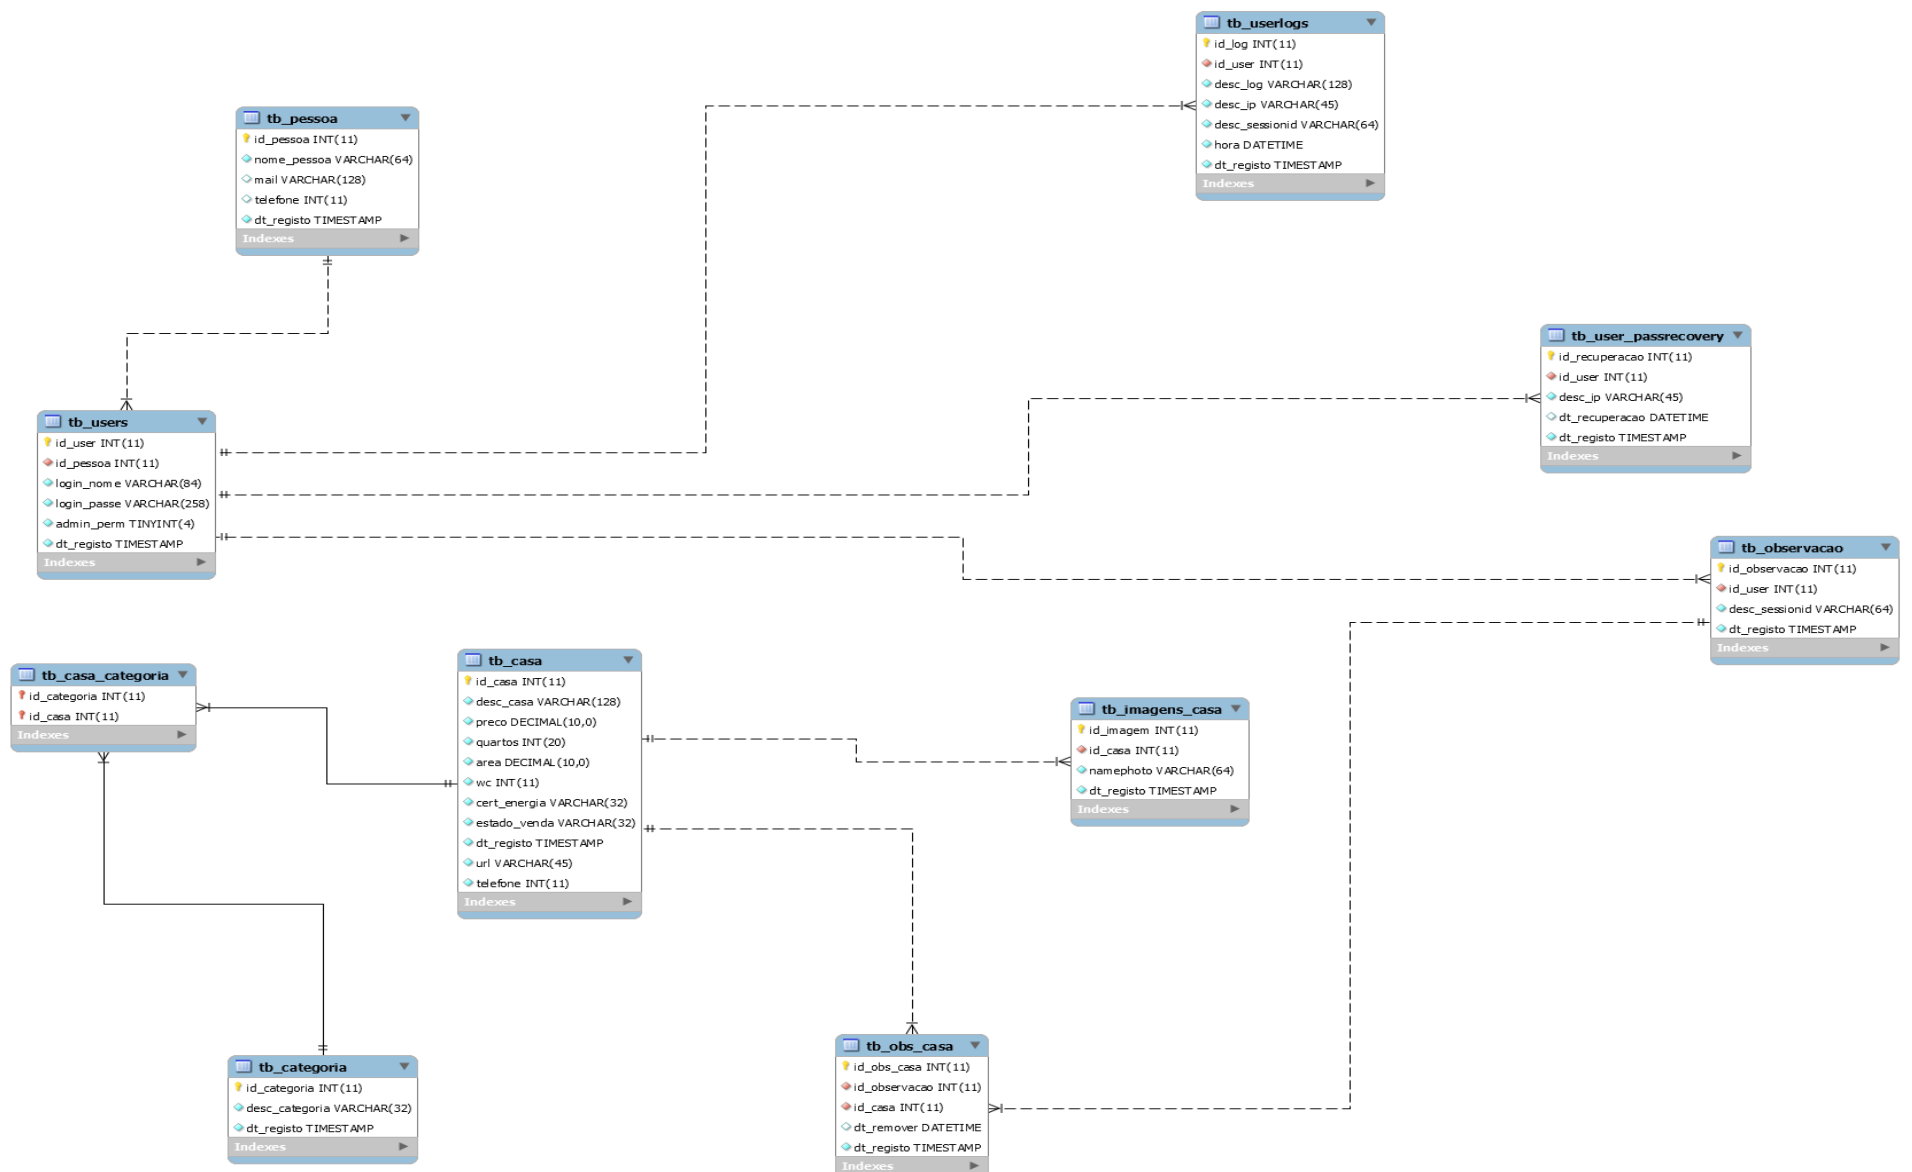 tb_userlogs
id_log INT(11)
id_user INT(11)
desc_log VARCHAR(128)
desc_ip VARCHAR(45)
desc_sessionid VARCHAR(64)
hora DATETIME
dt_registo TIMESTAMP
Indexes
tb_pessoa
id_pessoa INT(11)
nome_pessoa VARCHAR(64)
mail VARCHAR(128)
telefone INT(11)
dt_registo TIMESTAMP
Indexes
tb_user_passrecovery
id_recuperacao INT(11)
id_user INT(11)
desc_ip VARCHAR(45)
dt_recuperacao DATETIME
dt_registo TIMESTAMP
Indexes
tb_users
id_user INT(11)
id_pessoa INT(11)
login_nome VARCHAR(84)
login_passe VARCHAR(258)
admin_perm TINYINT(4)
dt_registo TIMESTAMP
Indexes
tb_observacao
id_observacao INT(11)
id_user INT(11)
desc_sessionid VARCHAR(64)
dt_registo TIMESTAMP
Indexes
tb_casa_categoria
id_categoria INT(11)
id_casa INT(11)
Indexes
tb_casa
id_casa INT(11)
desc_casa VARCHAR(128)
preco DECIMAL(10,0)
quartos INT(20)
area DECIMAL(10,0)
wc INT(11)
cert_energia VARCHAR(32)
estado_venda VARCHAR(32)
dt_registo TIMESTAMP
url VARCHAR(45)
telefone INT(11)
Indexes
tb_imagens_casa
id_imagem INT(11)
id_casa INT(11)
namephoto VARCHAR(64)
dt_registo TIMESTAMP
Indexes
tb_categoria
id_categoria INT(11)
desc_categoria VARCHAR(32)
dt_registo TIMESTAMP
Indexes
tb_obs_casa
id_obs_casa INT(11)
id_observacao INT(11)
id_casa INT(11)
dt_remover DATETIME
dt_registo TIMESTAMP
Indexes